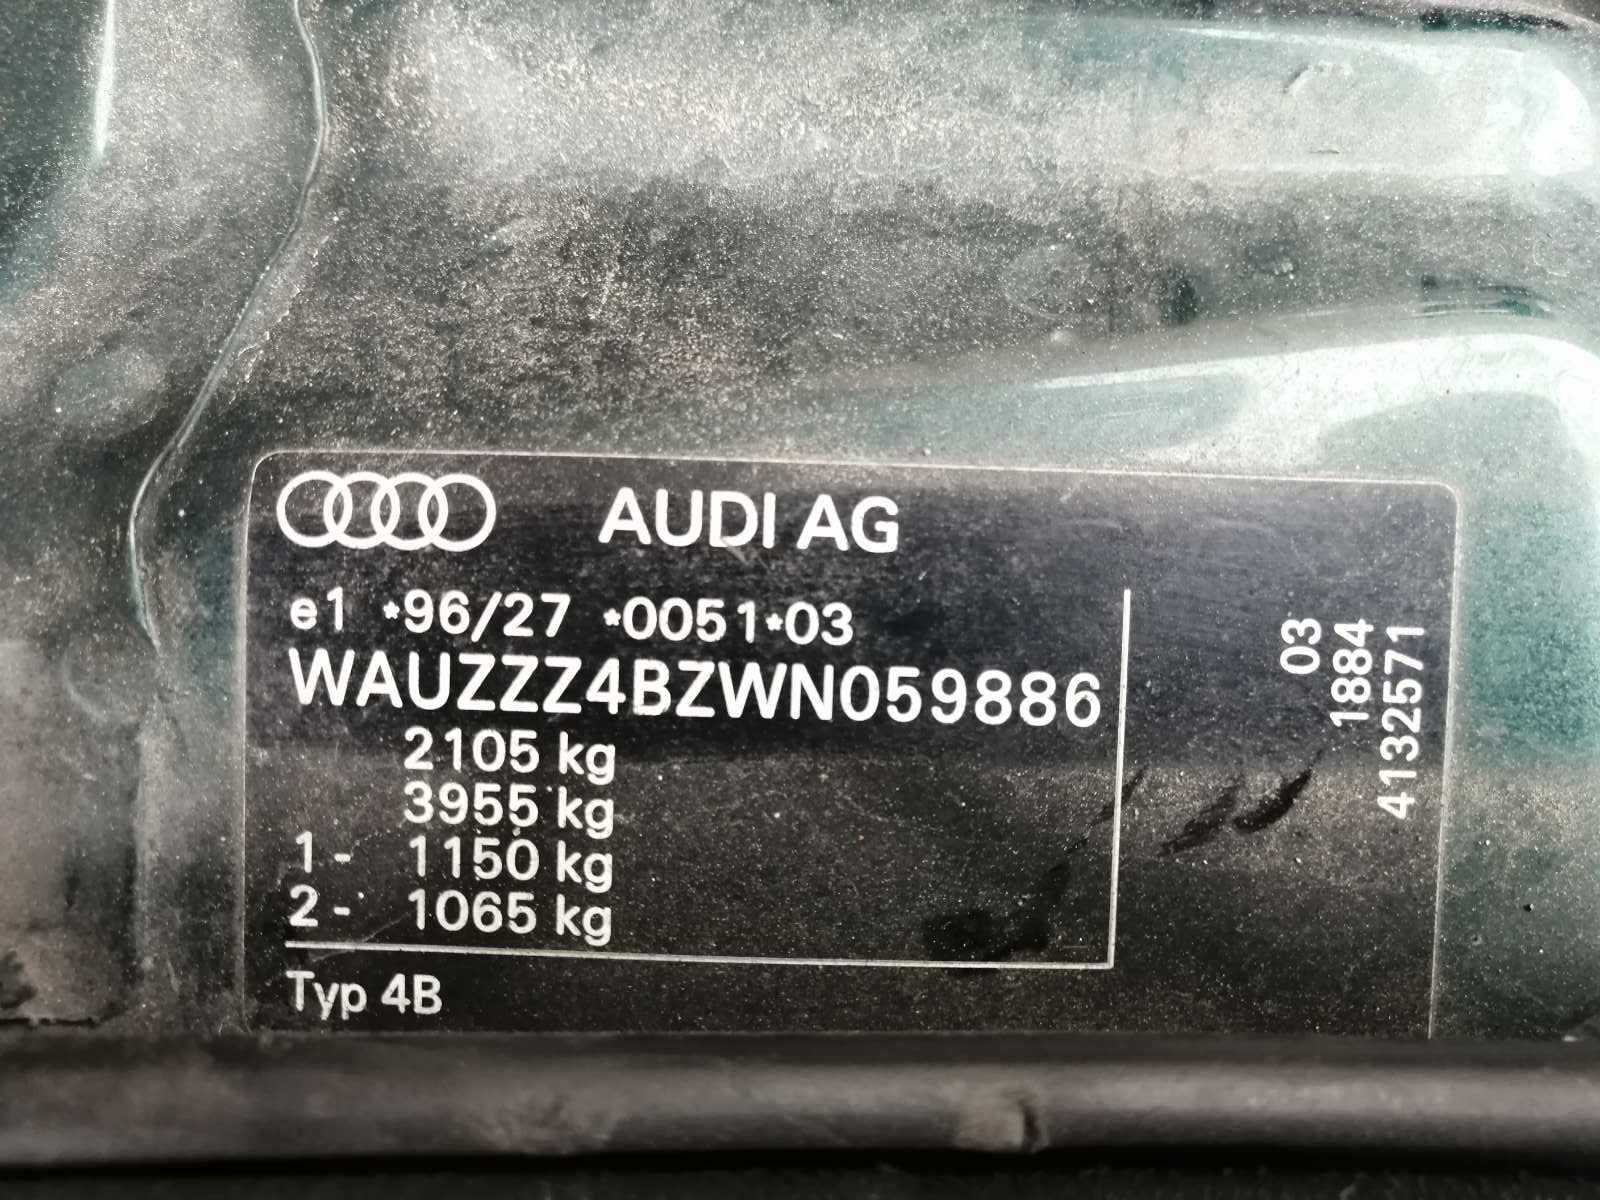 AUDI AG
e1 *96/27 *0051*03
WAUZZZ4BZWN059886
2105 kg
3955 kg
1 - 1150 kg
2 - 1065 kg
Typ 4B
03
1884
4132571